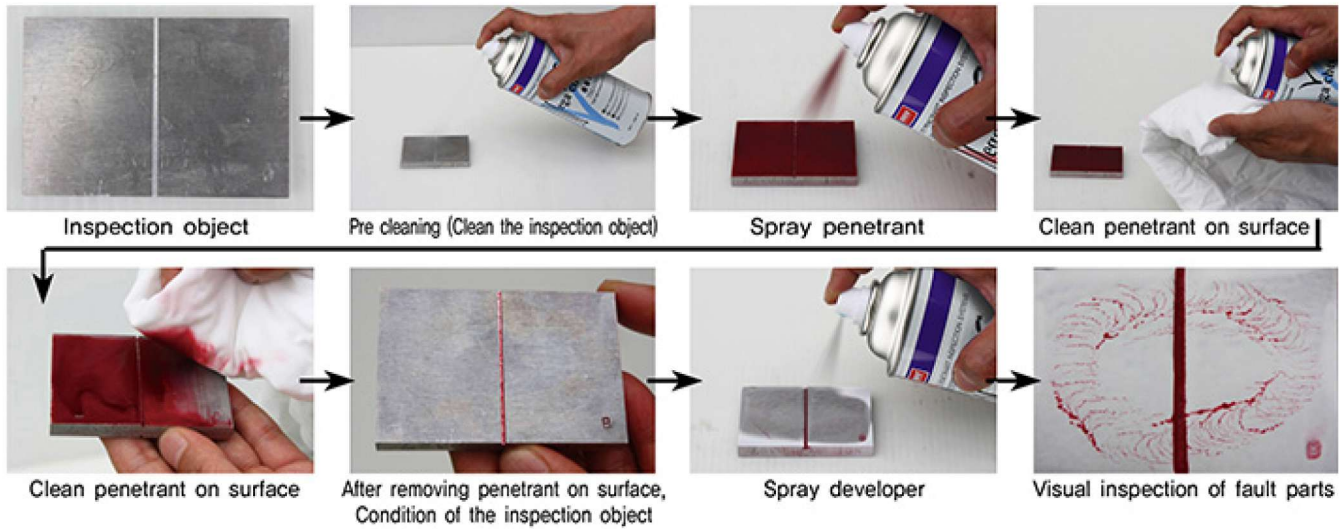 Inspection object
Pre cleaning (Clean the inspection object)
Spray penetrant
Clean penetrant on surface
Clean penetrant on surface
After removing penetrant on surface,
Condition of the inspection object
Spray developer
Visual inspection of fault parts